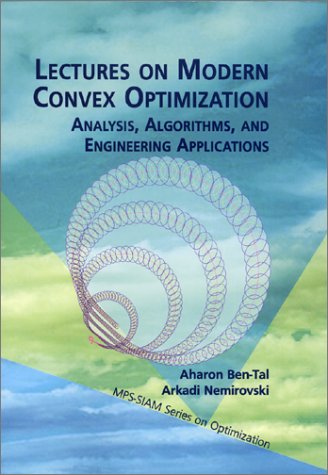 LECTURES ON MODERN
CONVEX OPTIMIZATION
ANALYSIS, ALGORITHMS, AND
ENGINEERING APPLICATIONS
Aharon Ben-Tal
Arkadi Nemirovski
MPS-SIAM Series on Optimization